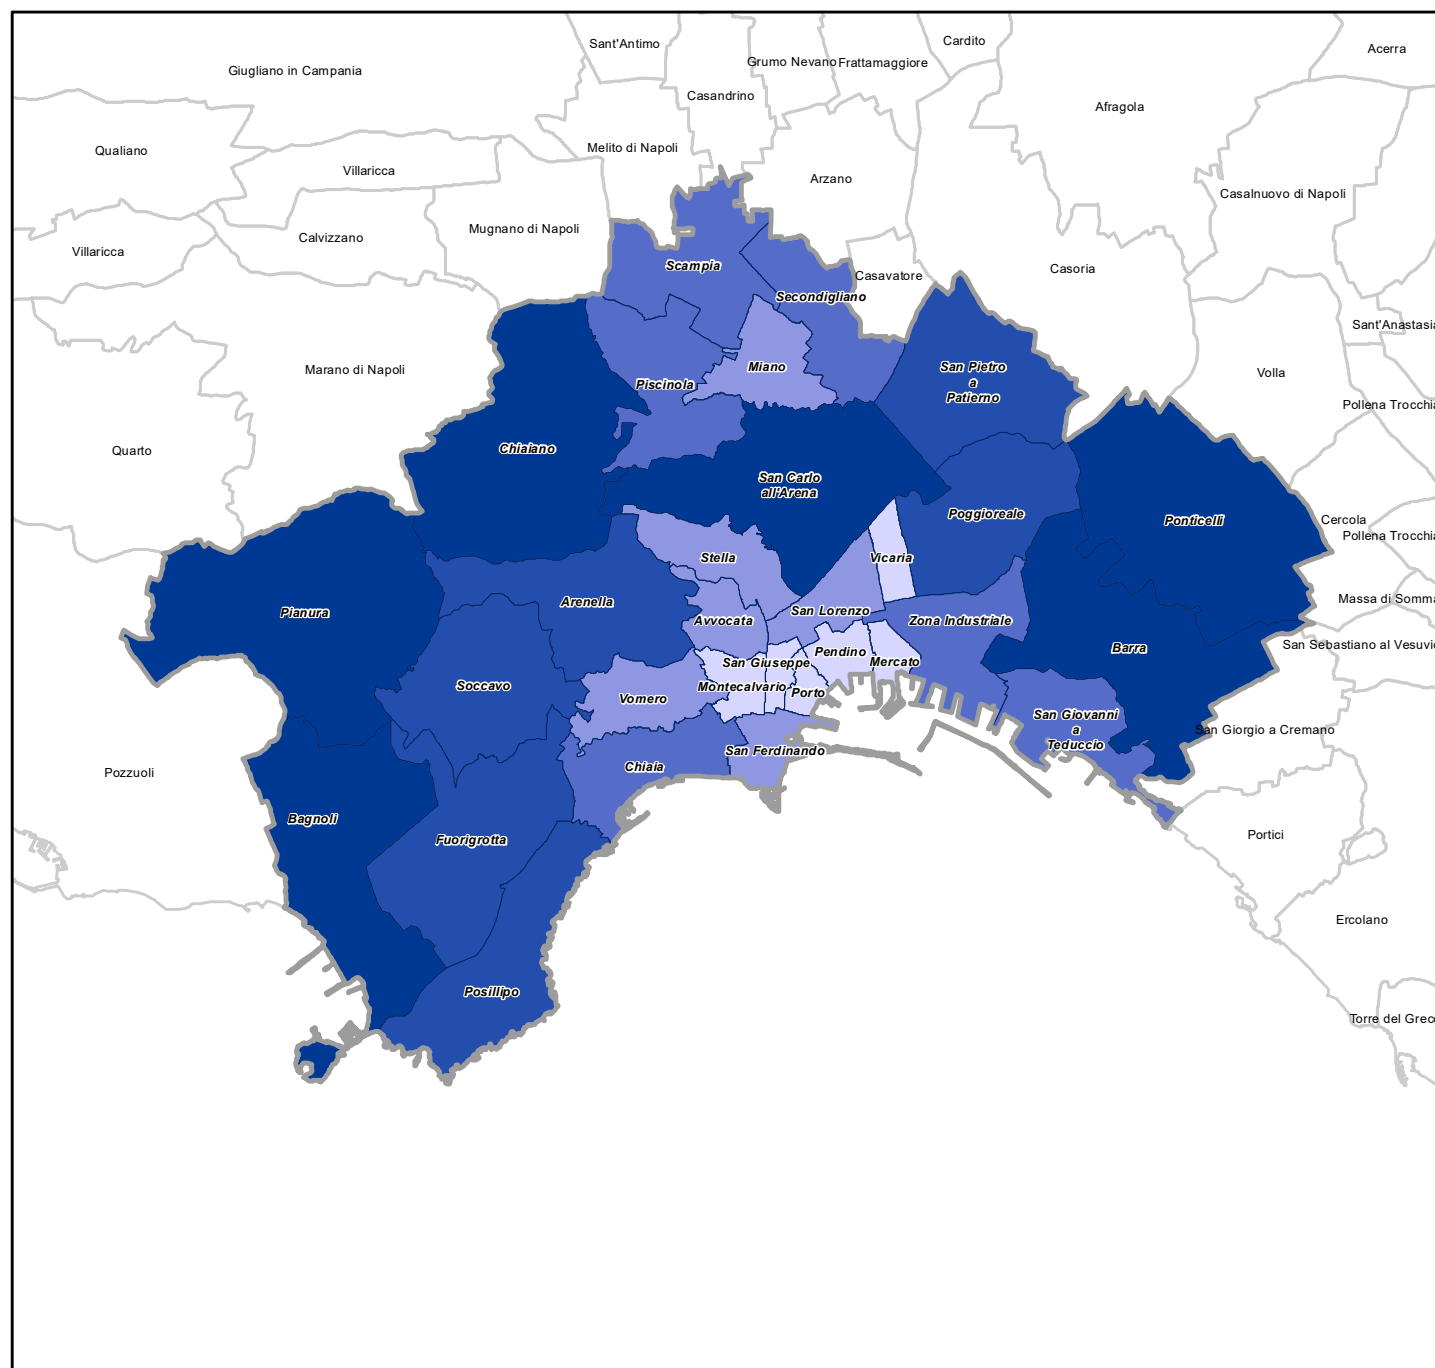 Sant'Antimo
Cardito
Acerra
Giugliano in Campania
Grumo Nevano
Frattamaggiore
Casandrino
Afragola
Qualiano
Melito di Napoli
Villaricca
Arzano
Casalnuovo di Napoli
Villaricca
Calvizzano
Mugnano di Napoli
Scampia
Casavatore
Casoria
Secondigliano
Sant'Anastasia
Marano di Napoli
Piscinola
Miano
San Pietro
a
Patierno
Volla
Pollena Trocchia
Quarto
Chiaiano
San Carlo
all'Arena
Poggioreale
Ponticelli
Cercola
Pollena Trocchia
Stella
Vicaria
Pianura
Arenella
Avvocata
San Lorenzo
Zona Industriale
Massa di Somma
Barra
San Sebastiano al Vesuvio
Soccavo
Vomero
San Giuseppe
Montecalvario
Pendino
Porto
Mercato
San Giovanni
a
Teduccio
San Giorgio a Cremano
Pozzuoli
Chiaia
San Ferdinando
Bagnoli
Fuorigrotta
Portici
Ercolano
Posillipo
Torre del Greco